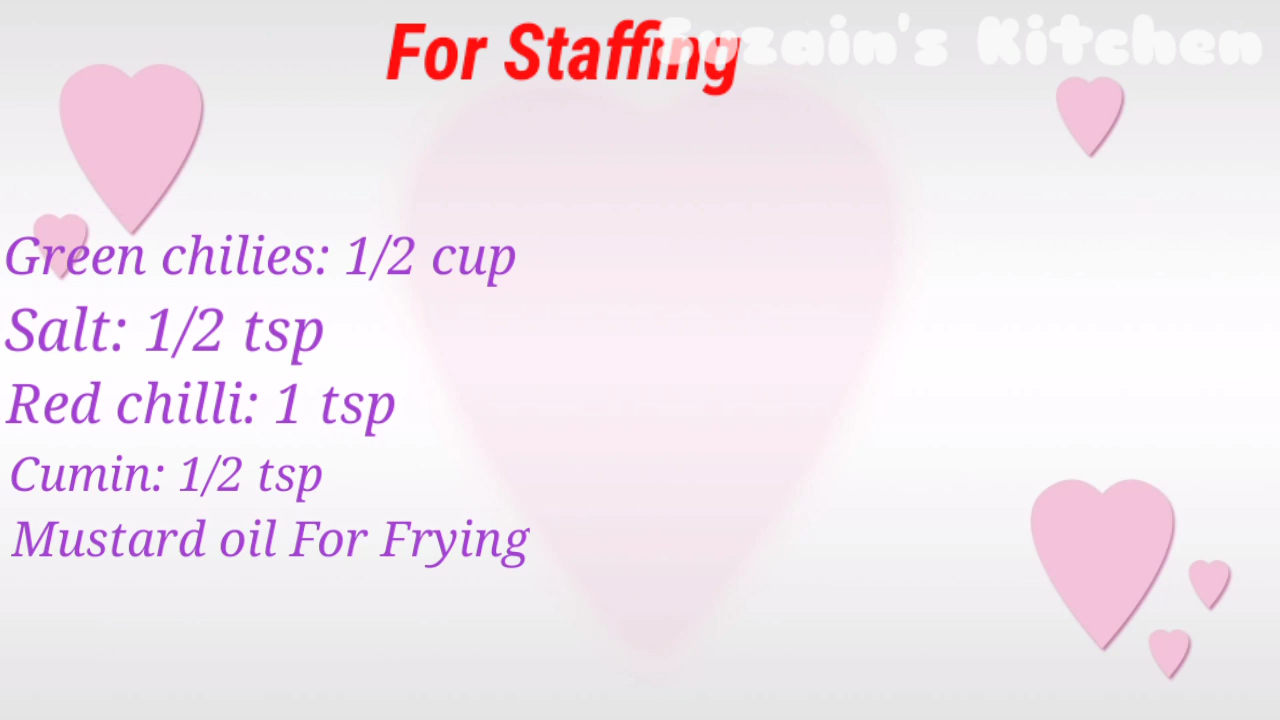 For Staffing
Kitchen
Green chilies: 1/2 cup
Salt: 1/2 tsp
Red chilli: 1 tsp
Cumin: 1/2 tsp
Mustard oil For Frying